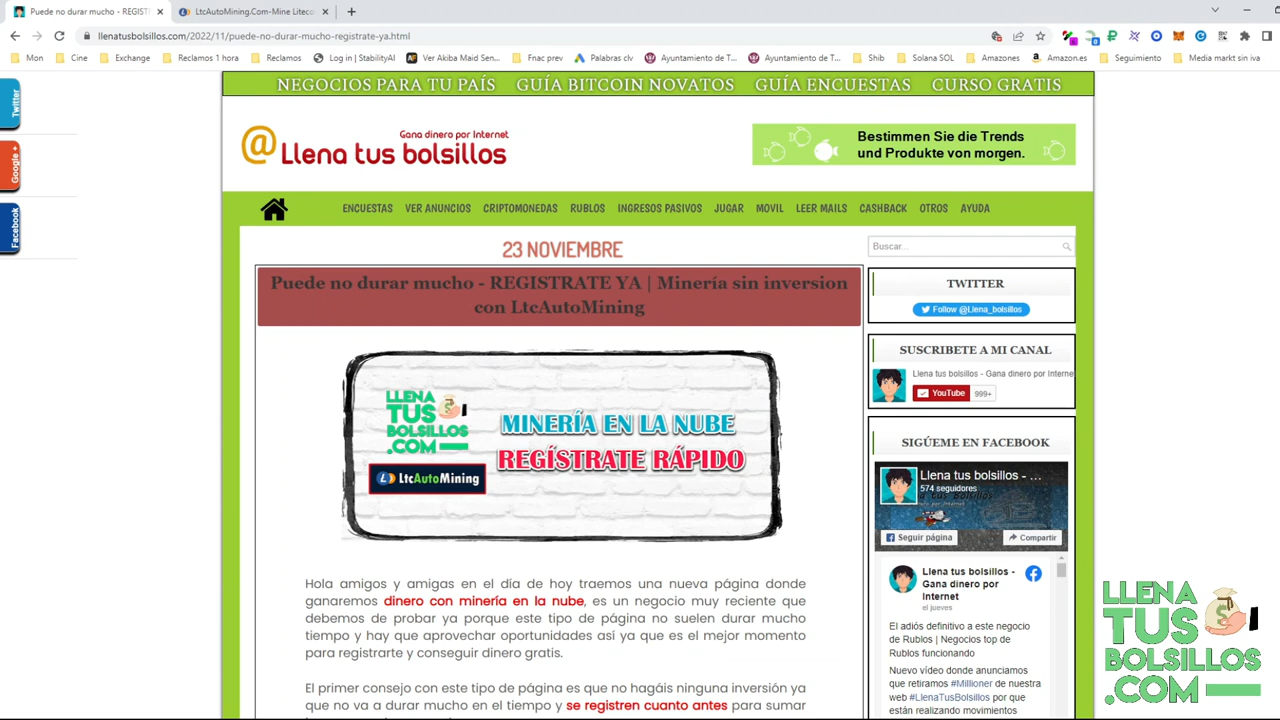 Puede no durar mucho - REGISTR
LtcAutoMining.Com-Mine Liteco
llenatusbolsillos.com/2022/11/puede-no-durar-mucho-registrate-ya.html
Mon Cine Exchange Reclamos 1 hora Reclamos Log in | StabilityAI Ver Akiba Maid Sen... Fnac prev Palabras clv Ayuntamiento de T... Ayuntamiento de T... Shib Solana SOL Amazones Amazon.es Seguimiento Media markt sin iva
NEGOCIOS PARA TU PAÍS GUÍA BITCOIN NOVATOS GUÍA ENCUESTAS CURSO GRATIS
Twitter
Google +
Facebook
Gana dinero por Internet
@Llena tus bolsillos
Bestimmen Sie die Trends
und Produkte von morgen.
ENCUESTAS VER ANUNCIOS CRIPTOMONEDAS RUBLOS INGRESOS PASIVOS JUGAR MOVIL LEER MAILS CASHBACK OTROS AYUDA
23 NOVIEMBRE
Puede no durar mucho - REGISTRATE YA | Minería sin inversion
con LtcAutoMining
LLENA
TUS
BOLSILLOS
.COM
LtcAutoMining
MINERÍA EN LA NUBE
REGÍSTRATE RÁPIDO
Hola amigos y amigas en el día de hoy traemos una nueva página donde
ganaremos dinero con minería en la nube, es un negocio muy reciente que
debemos de probar ya porque este tipo de página no suelen durar mucho
tiempo y hay que aprovechar oportunidades así ya que es el mejor momento
para registrarte y conseguir dinero gratis.
El primer consejo con este tipo de página es que no hagáis ninguna inversión ya
que no va a durar mucho en el tiempo y se registren cuanto antes para sumar
Buscar...
TWITTER
Follow @Llena_bolsillos
SUSCRIBETE A MI CANAL
Llena tus bolsillos - Gana dinero por Internet
YouTube 999+
SIGÚEME EN FACEBOOK
Llena tus bolsillos - ...
574 seguidores
Seguir página Compartir
Llena tus bolsillos -
Gana dinero por
Internet
el jueves
El adiós definitivo a este negocio
de Rublos | Negocios top de
Rublos funcionando
Nuevo vídeo donde anunciamos
que retiramos #Millioner de nuestra
web #LlenaTusBolsillos por que
están realizando movimientos
LLENA
TUS
BOLSILLOS
.COM